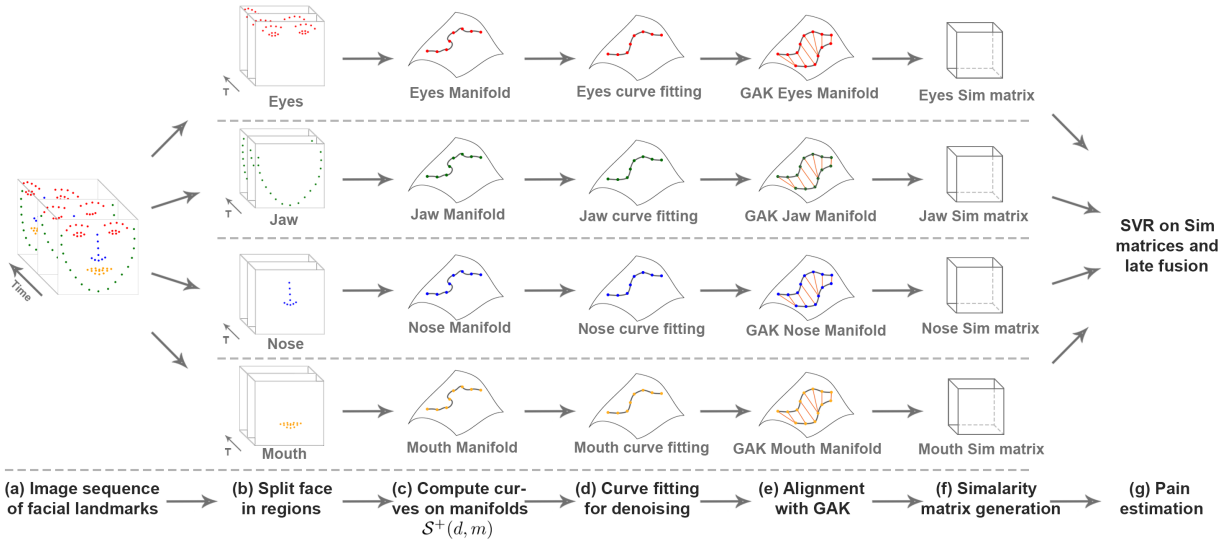 T
Eyes
Eyes Manifold
Eyes curve fitting
GAK Eyes Manifold
Eyes Sim matrix
T
Jaw
Jaw Manifold
Jaw curve fitting
GAK Jaw Manifold
Jaw Sim matrix
Time
SVR on Sim
matrices and
late fusion
T
Nose
Nose Manifold
Nose curve fitting
GAK Nose Manifold
Nose Sim matrix
T
Mouth
Mouth Manifold
Mouth curve fitting
GAK Mouth Manifold
Mouth Sim matrix
(a) Image sequence
of facial landmarks
(b) Split face
in regions
(c) Compute cur-
ves on manifolds
S⁺(d, m)
(d) Curve fitting
for denoising
(e) Alignment
with GAK
(f) Simalarity
matrix generation
(g) Pain
estimation